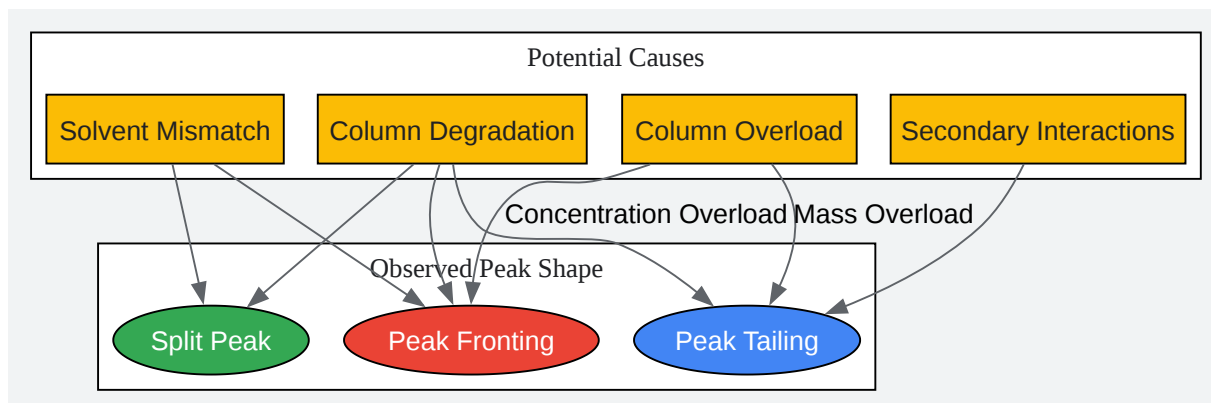 Potential Causes
Solvent Mismatch
Column Degradation
Column Overload
Secondary Interactions
Concentration Overload
Mass Overload
Observed Peak Shape
Split Peak
Peak Fronting
Peak Tailing